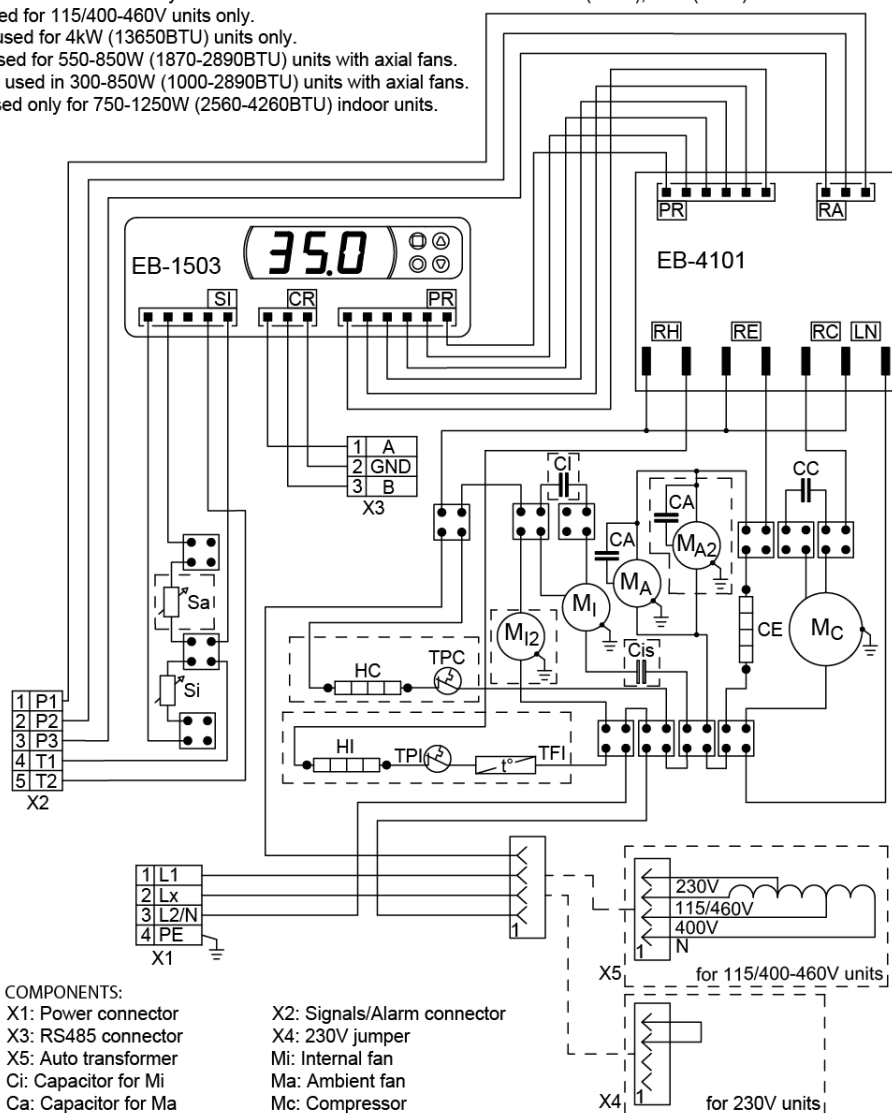 ed for 115/400-460V units only.
used for 4kW (13650BTU) units only.
sed for 550-850W (1870-2890BTU) units with axial fans.
used in 300-850W (1000-2890BTU) units with axial fans.
sed only for 750-1250W (2560-4260BTU) indoor units.
PR
RA
EB-1503
35.0
EB-4101
SI
CR
PR
RH
RE
RC
LN
1 A
2 GND
3 B
X3
CI
CA
CA
CC
MA2
MA
MI
MI2
CE
MC
Sa
Si
Cis
HC
TPC
HI
TPI
t°
TFI
1 P1
2 P2
3 P3
4 T1
5 T2
X2
1 L1
2 Lx
3 L2/N
4 PE
X1
1
230V
115/460V
400V
N
1
X5
for 115/400-460V units
X4
1
for 230V units
COMPONENTS:
X1: Power connector
X2: Signals/Alarm connector
X3: RS485 connector
X4: 230V jumper
X5: Auto transformer
Mi: Internal fan
Ci: Capacitor for Mi
Ma: Ambient fan
Ca: Capacitor for Ma
Mc: Compressor